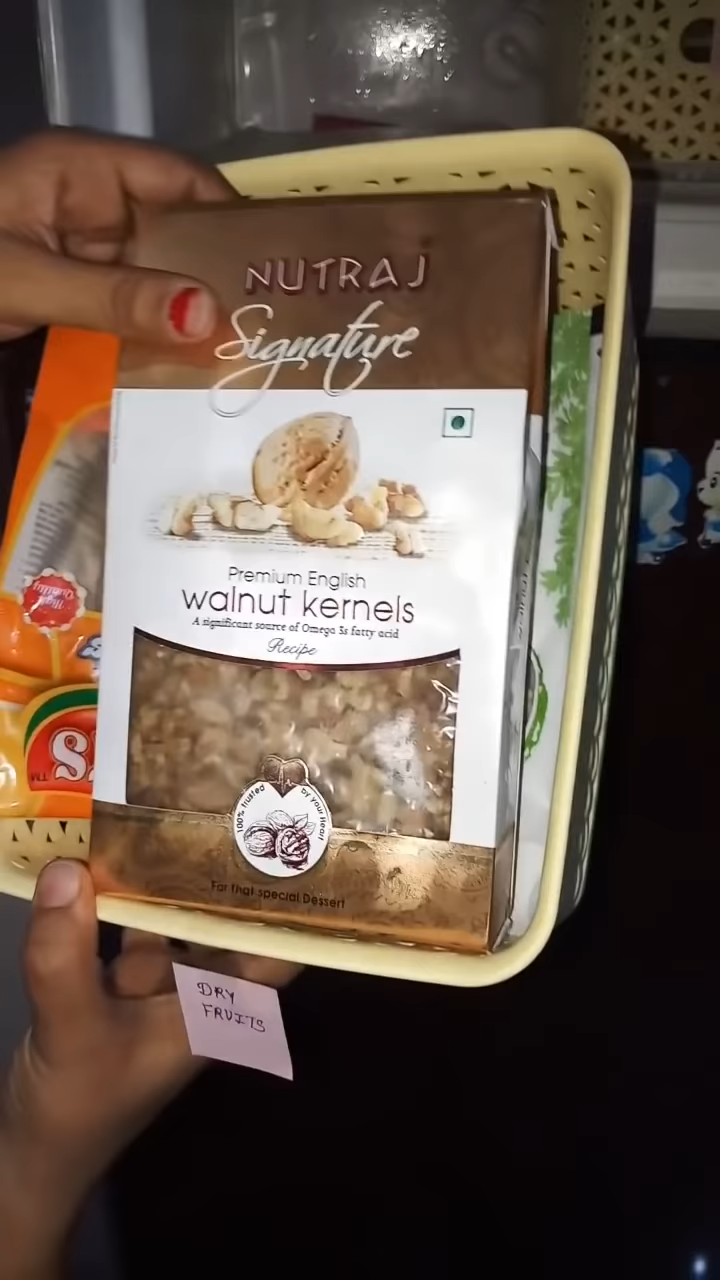 NUTRAJ
Signature
Premium English
walnut kernels
A significant source of Omega 3s fatty acid
Recipe
100% trusted by your Heart
For that special Dessert
DRY
FRUITS